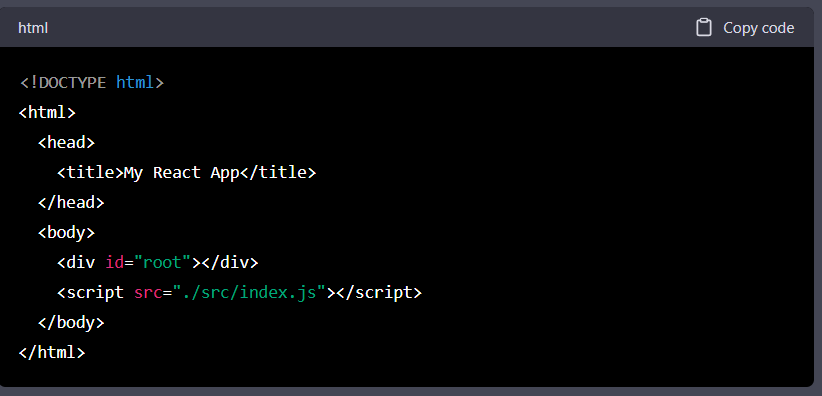 html
Copy code
<!DOCTYPE html>
<html>
  <head>
    <title>My React App</title>
  </head>
  <body>
    <div id="root"></div>
    <script src="./src/index.js"></script>
  </body>
</html>